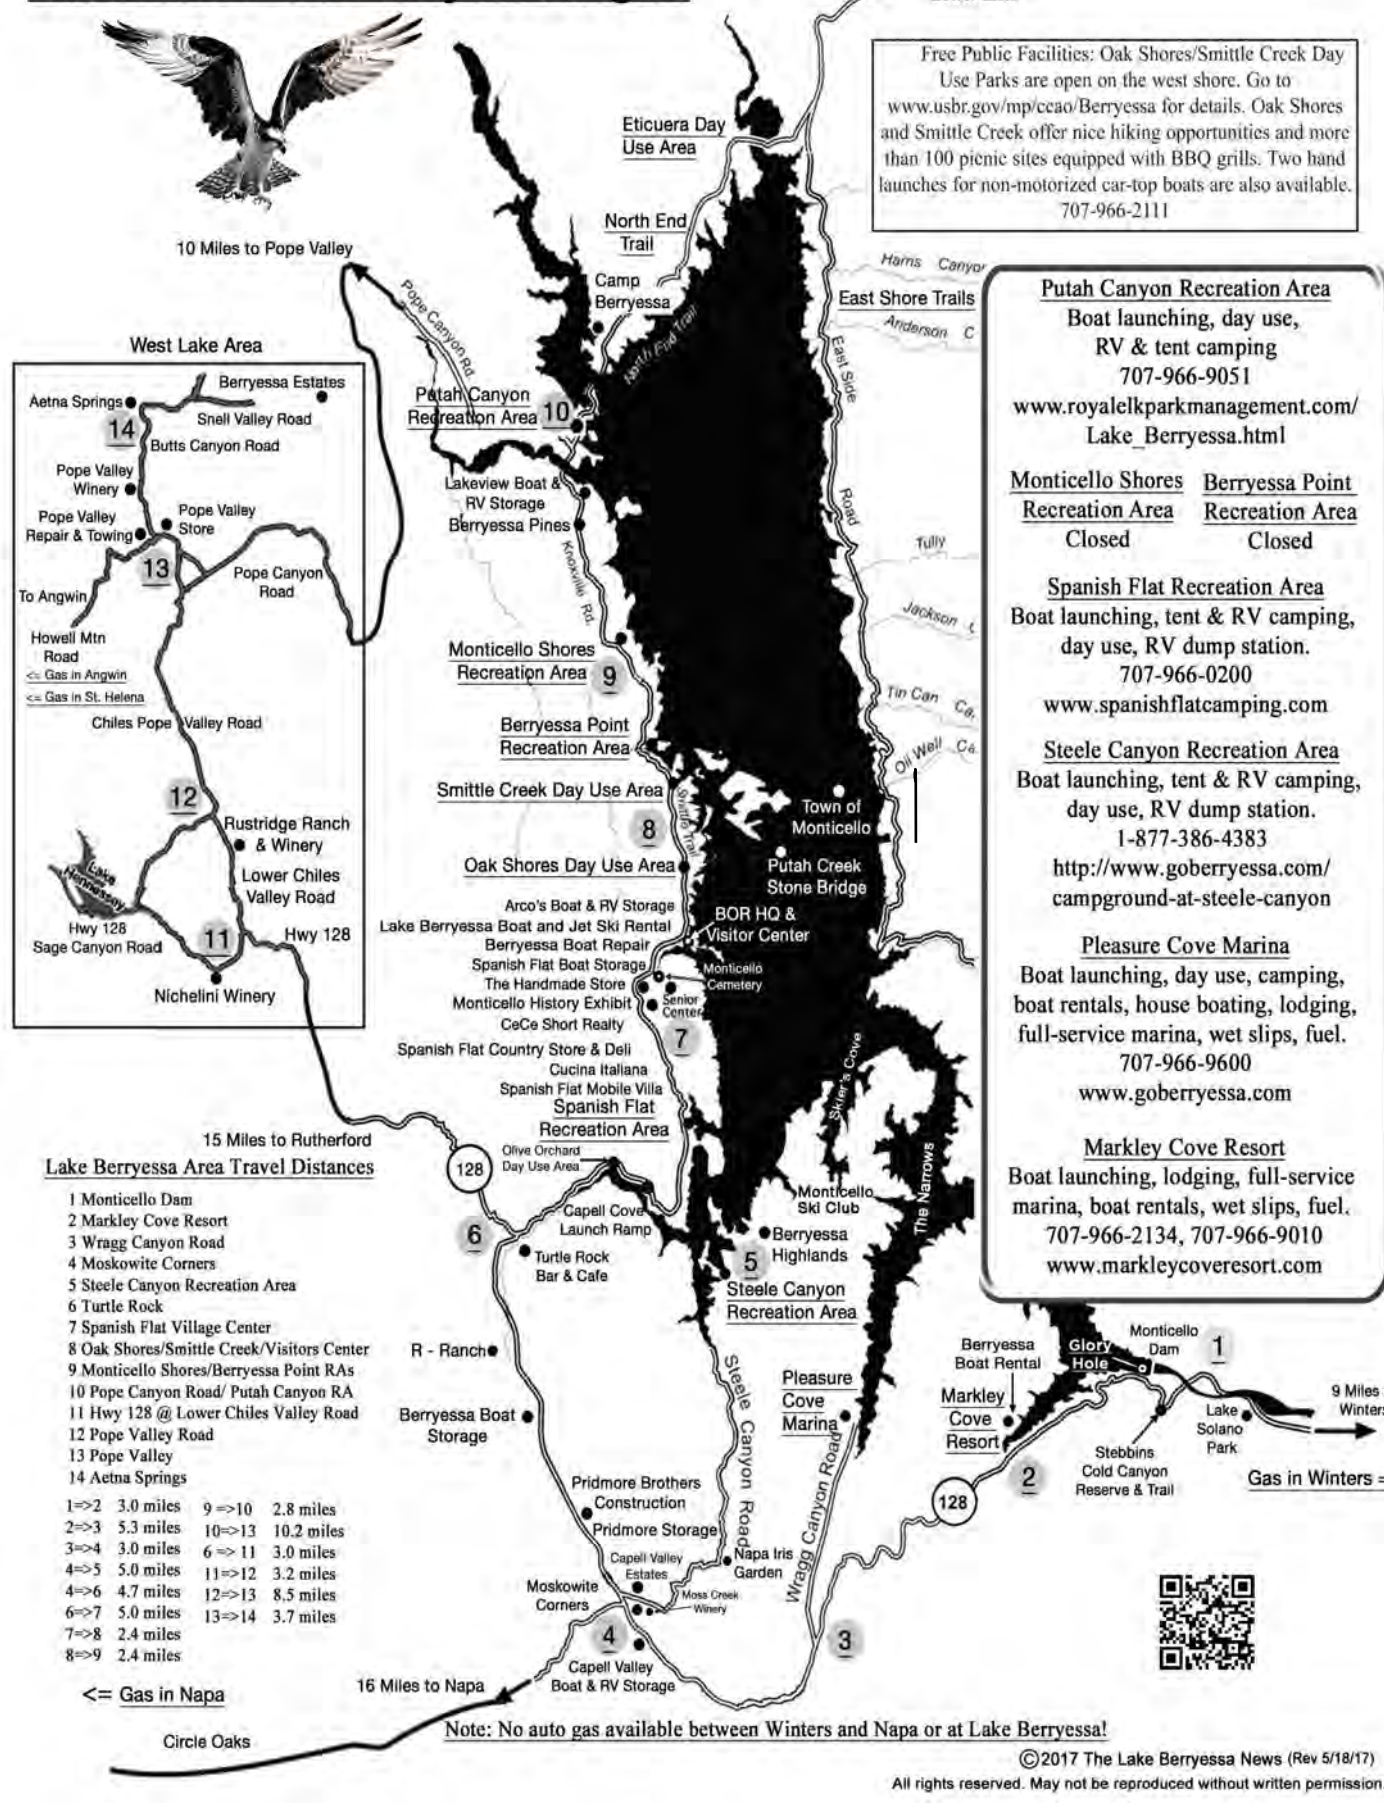 Free Public Facilities: Oak Shores/Smittle Creek Day
Use Parks are open on the west shore. Go to
www.usbr.gov/mp/ccao/Berryessa for details. Oak Shores
and Smittle Creek offer nice hiking opportunities and more
than 100 picnic sites equipped with BBQ grills. Two hand
launches for non-motorized car-top boats are also available.
707-966-2111
Eticuera Day
Use Area
North End
Trail
10 Miles to Pope Valley
Camp
Berryessa
Pope Canyon Rd.
North End Trail
Harris Canyon
East Shore Trails
Anderson C
East Side
Road
Putah Canyon
Recreation Area
10
Lakeview Boat &
RV Storage
Berryessa Pines
Knoxville Rd.
Tully
Jackson
Tin Can Ca.
Oil Well Ca
Monticello Shores
Recreation Area
9
Berryessa Point
Recreation Area
Smittle Creek Day Use Area
Smittle Trail
8
Oak Shores Day Use Area
Town of
Monticello
Putah Creek
Stone Bridge
Arco's Boat & RV Storage
Lake Berryessa Boat and Jet Ski Rental
Berryessa Boat Repair
Spanish Flat Boat Storage
The Handmade Store
Monticello History Exhibit
CeCe Short Realty
BOR HQ &
Visitor Center
Monticello
Cemetery
Senior
Center
7
Spanish Flat Country Store & Deli
Cucina Italiana
Spanish Flat Mobile Villa
Spanish Flat
Recreation Area
Olive Orchard
Day Use Area
Skier's Cove
The Narrows
Monticello
Ski Club
Capell Cove
Launch Ramp
Berryessa
Highlands
5
Steele Canyon
Recreation Area
West Lake Area
Berryessa Estates
Aetna Springs
14
Snell Valley Road
Butts Canyon Road
Pope Valley
Winery
Pope Valley
Repair & Towing
Pope Valley
Store
13
Pope Canyon
Road
To Angwin
Howell Mtn
Road
<= Gas in Angwin
<= Gas in St. Helena
Chiles Pope Valley Road
12
Rustridge Ranch
& Winery
Lake
Hennessey
Lower Chiles
Valley Road
Hwy 128
Sage Canyon Road
11
Hwy 128
Nichelini Winery
15 Miles to Rutherford
128
6
Turtle Rock
Bar & Cafe
R - Ranch
Berryessa Boat
Storage
Steele Canyon Road
Pridmore Brothers
Construction
Pridmore Storage
Capell Valley
Estates
Napa Iris
Garden
Moskowite
Corners
Moss Creek
Winery
4
Capell Valley
Boat & RV Storage
16 Miles to Napa
Pleasure
Cove
Marina
Wragg Canyon Road
3
128
2
Berryessa
Boat Rental
Markley
Cove
Resort
Glory
Hole
Monticello
Dam
1
Stebbins
Cold Canyon
Reserve & Trail
Lake
Solano
Park
9 Miles
Winters
Gas in Winters =
Putah Canyon Recreation Area
Boat launching, day use,
RV & tent camping
707-966-9051
www.royalelkparkmanagement.com/
Lake_Berryessa.html
Monticello Shores
Recreation Area
Closed
Berryessa Point
Recreation Area
Closed
Spanish Flat Recreation Area
Boat launching, tent & RV camping,
day use, RV dump station.
707-966-0200
www.spanishflatcamping.com
Steele Canyon Recreation Area
Boat launching, tent & RV camping,
day use, RV dump station.
1-877-386-4383
http://www.goberryessa.com/
campground-at-steele-canyon
Pleasure Cove Marina
Boat launching, day use, camping,
boat rentals, house boating, lodging,
full-service marina, wet slips, fuel.
707-966-9600
www.goberryessa.com
Markley Cove Resort
Boat launching, lodging, full-service
marina, boat rentals, wet slips, fuel.
707-966-2134, 707-966-9010
www.markleycoveresort.com
Lake Berryessa Area Travel Distances
1 Monticello Dam
2 Markley Cove Resort
3 Wragg Canyon Road
4 Moskowite Corners
5 Steele Canyon Recreation Area
6 Turtle Rock
7 Spanish Flat Village Center
8 Oak Shores/Smittle Creek/Visitors Center
9 Monticello Shores/Berryessa Point RAs
10 Pope Canyon Road/ Putah Canyon RA
11 Hwy 128 @ Lower Chiles Valley Road
12 Pope Valley Road
13 Pope Valley
14 Aetna Springs
1=>2 3.0 miles
2=>3 5.3 miles
3=>4 3.0 miles
4=>5 5.0 miles
4=>6 4.7 miles
6=>7 5.0 miles
7=>8 2.4 miles
8=>9 2.4 miles
9 =>10 2.8 miles
10=>13 10.2 miles
6 => 11 3.0 miles
11=>12 3.2 miles
12=>13 8.5 miles
13=>14 3.7 miles
<= Gas in Napa
Circle Oaks
Note: No auto gas available between Winters and Napa or at Lake Berryessa!
©2017 The Lake Berryessa News (Rev 5/18/17)
All rights reserved. May not be reproduced without written permission